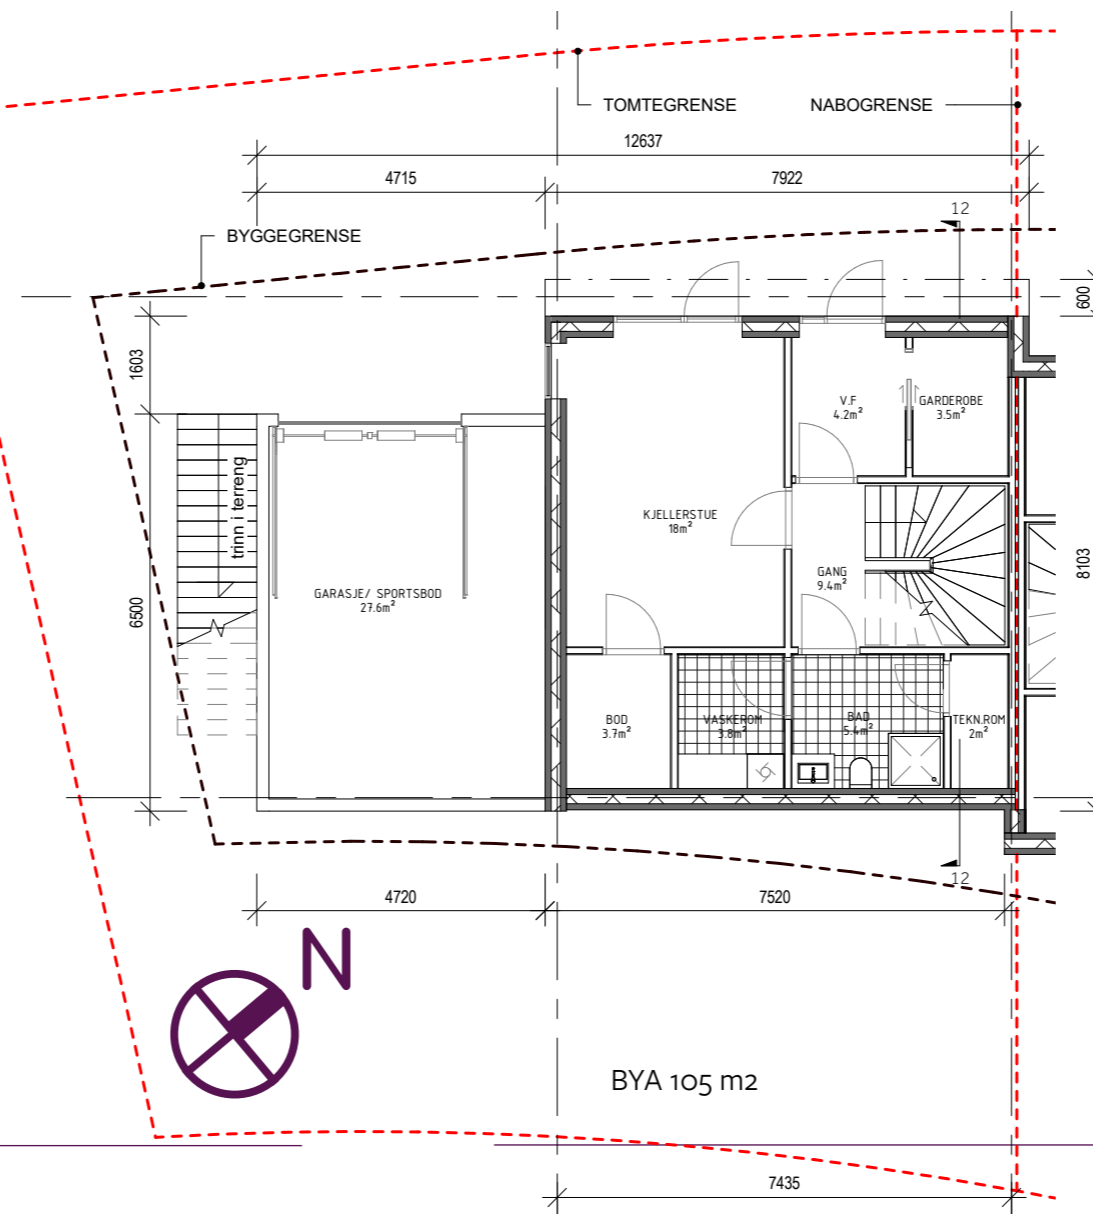 TOMTEGRENSE
NABOGRENSE
12637
4715
7922
12
BYGGEGRENSE
600
1603
V.F
4.2m²
GARDEROBE
3.5m²
trinn i terreng
KJELLERSTUE
18m²
GANG
9.4m²
8103
6500
GARASJE/ SPORTSBOD
27.6m²
BOD
3.7m²
VASKEROM
3.8m²
BAD
5.4m²
TEKN.ROM
2m²
12
4720
7520
N
BYA 105 m2
7435